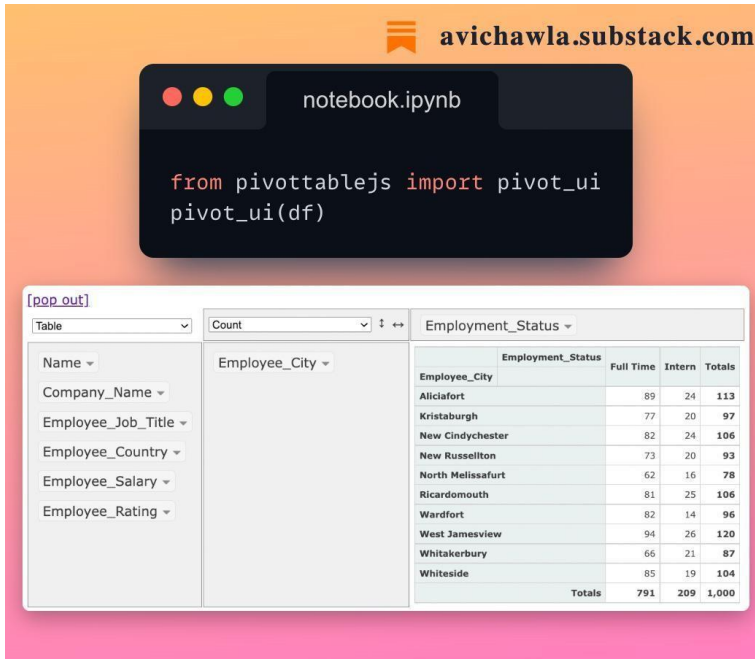 avichawla.substack.com
notebook.ipynb
from pivottablejs import pivot_ui
pivot_ui(df)
[pop out]
Table
Count ↕ ↔
Employment_Status
Name
Company_Name
Employee_Job_Title
Employee_Country
Employee_Salary
Employee_Rating
Employee_City
Employment_Status Full Time Intern Totals
Employee_City
Aliciafort 89 24 113
Kristaburgh 77 20 97
New Cindychester 82 24 106
New Russellton 73 20 93
North Melissafurt 62 16 78
Ricardomouth 81 25 106
Wardfort 82 14 96
West Jamesview 94 26 120
Whitakerbury 66 21 87
Whiteside 85 19 104
Totals 791 209 1,000